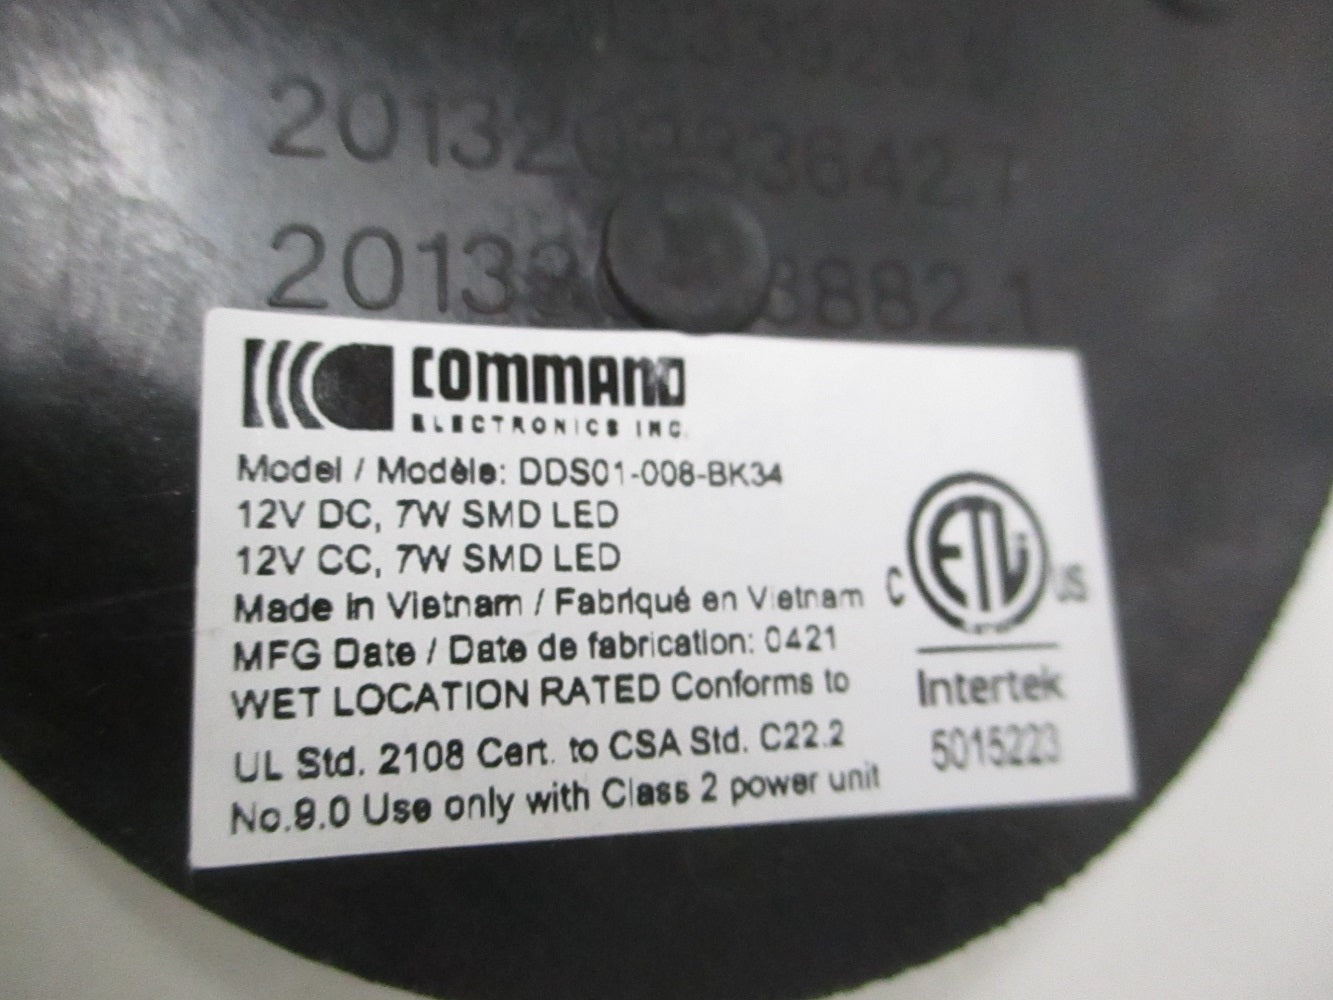 COMMAND
ELECTRONICS INC.
Model / Modèle: DDS01-008-BK34
12V DC, 7W SMD LED
12V CC, 7W SMD LED
Made in Vietnam / Fabriqué en Vietnam
MFG Date / Date de fabrication: 0421
WET LOCATION RATED Conforms to
UL Std. 2108 Cert. to CSA Std. C22.2
No.9.0 Use only with Class 2 power unit
C ETL US
Intertek
5015223